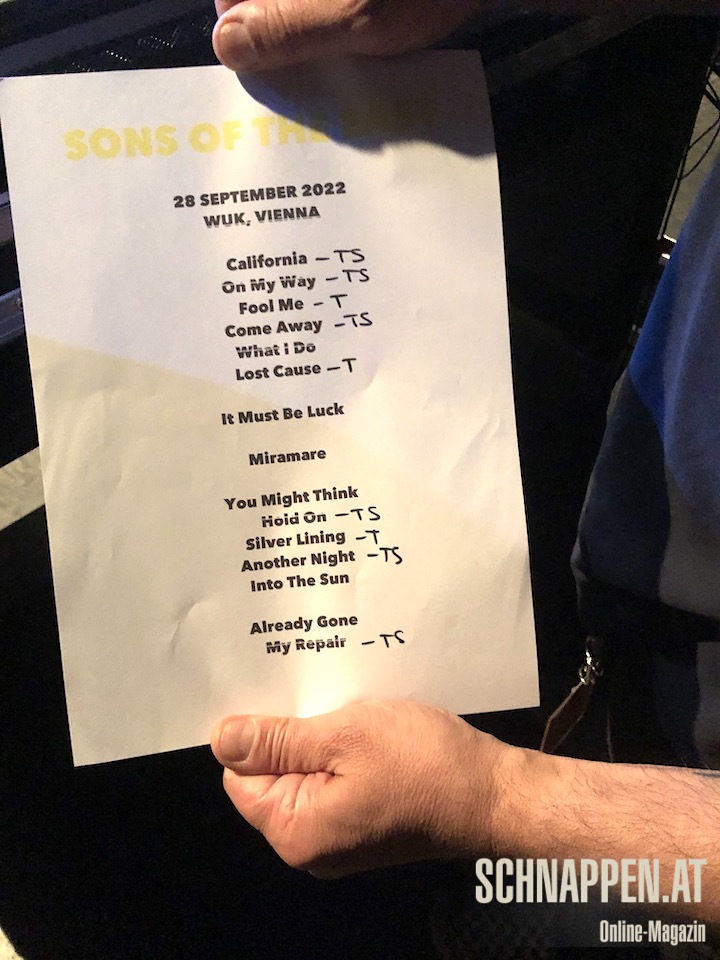 SONS OF THE
28 SEPTEMBER 2022
WUK, VIENNA
California – TS
On My Way – TS
Fool Me – T
Come Away – TS
What I Do
Lost Cause – T
It Must Be Luck
Miramare
You Might Think
Hold On – TS
Silver Lining – T
Another Night – TS
Into The Sun
Already Gone
My Repair – TS
SCHNAPPEN.AT
Online-Magazin